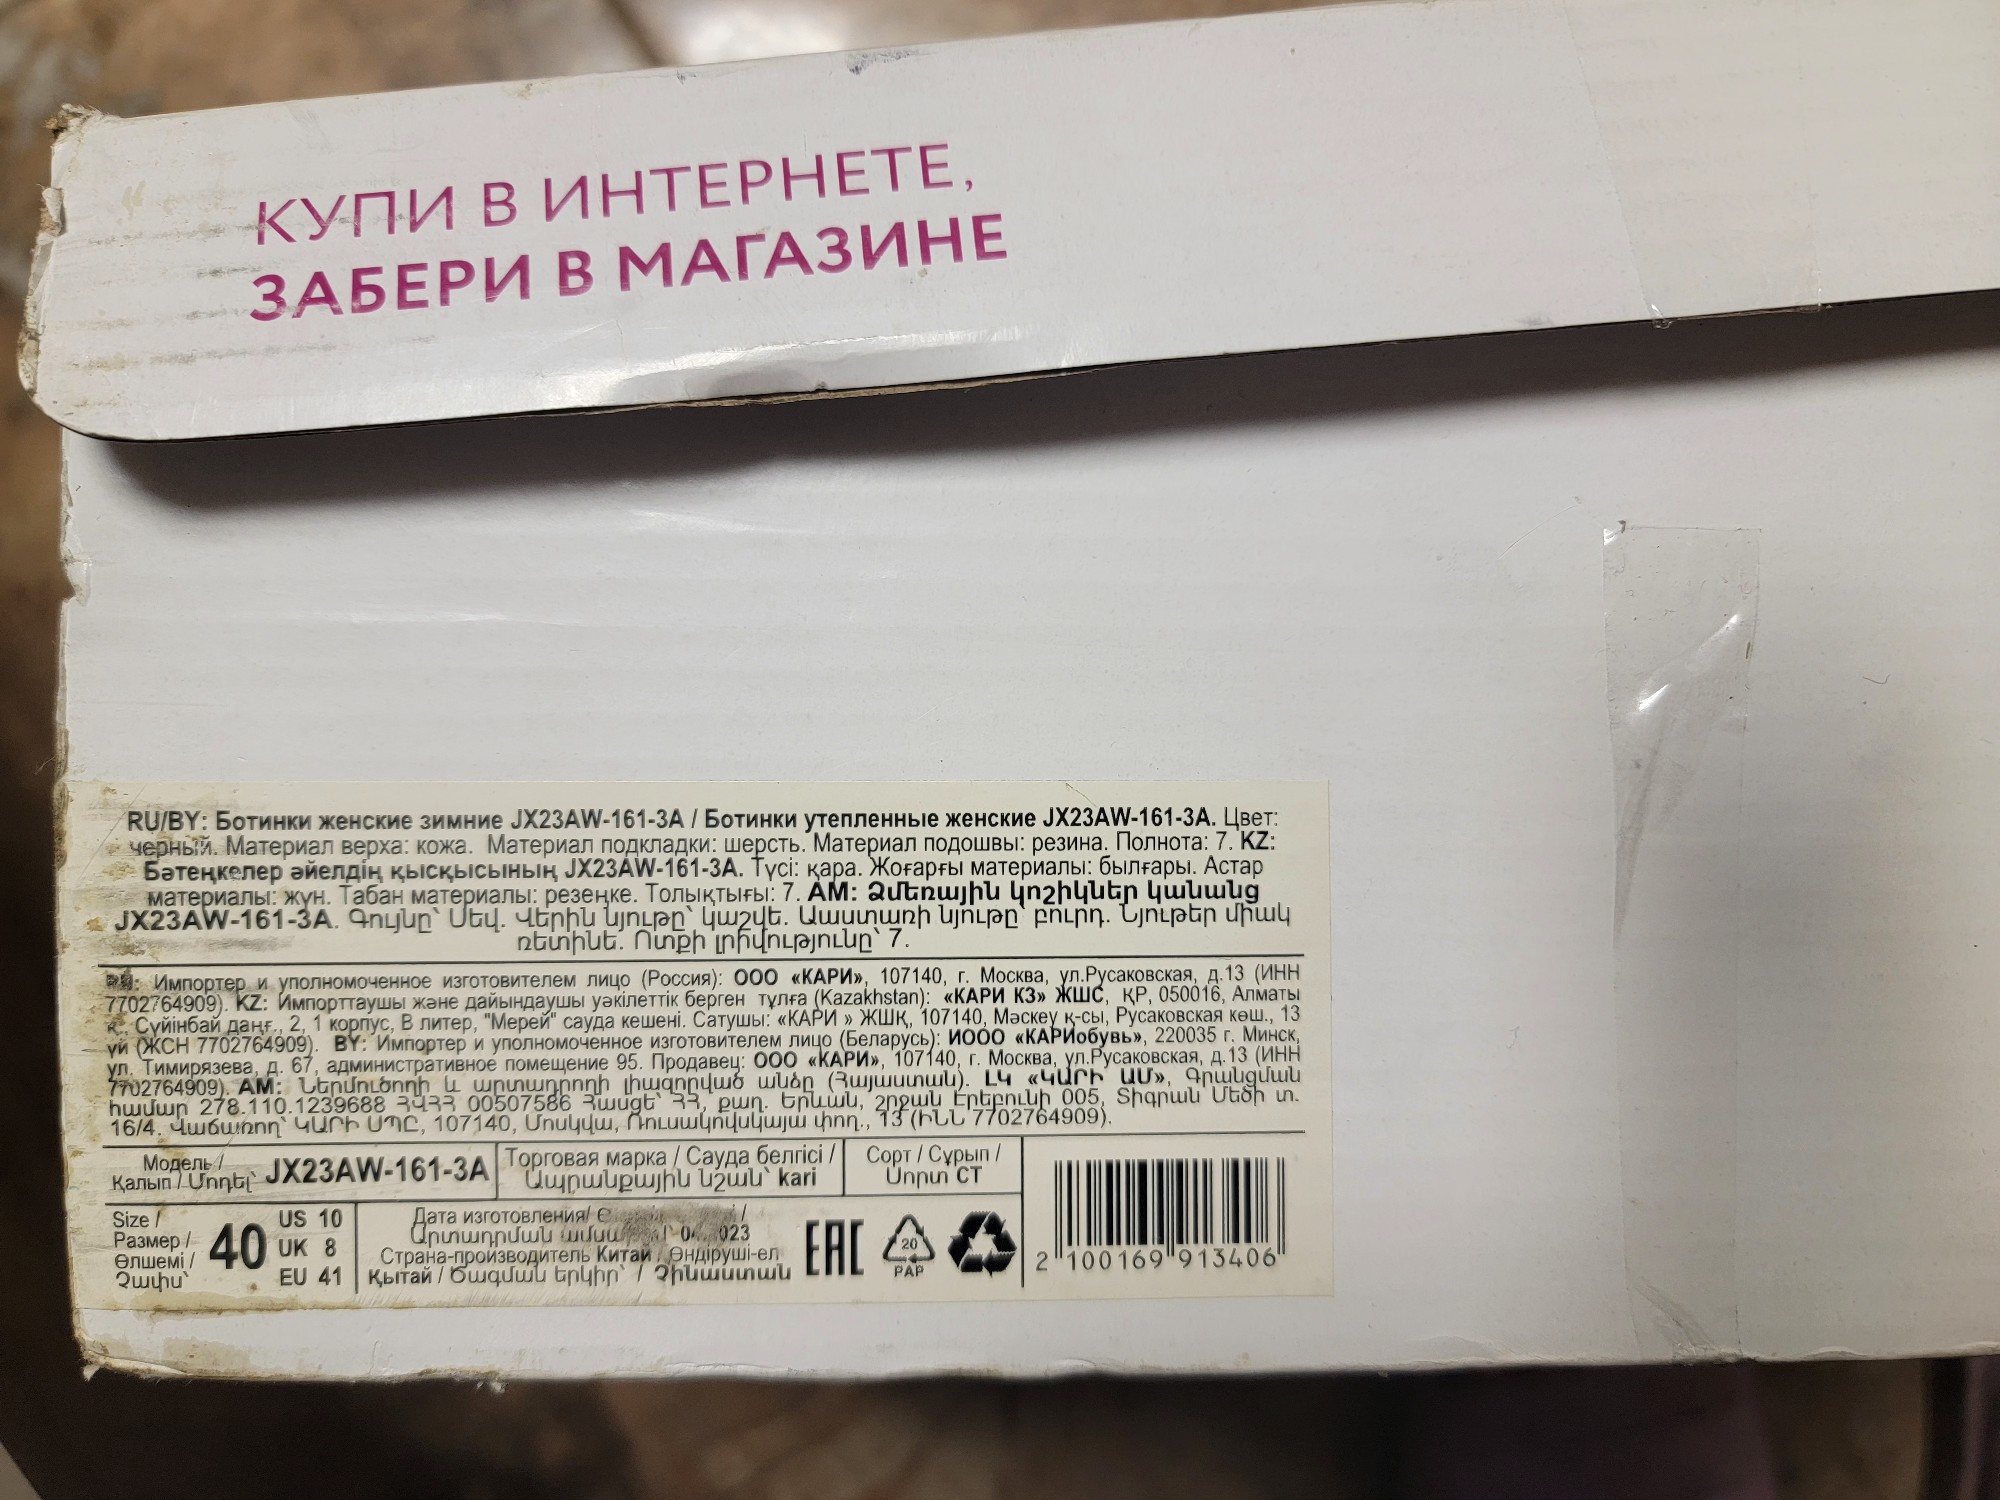 КУПИ В ИНТЕРНЕТЕ,
ЗАБЕРИ В МАГАЗИНЕ
RU/BY: Ботинки женские зимние JX23AW-161-3A / Ботинки утепленные женские JX23AW-161-3A. Цвет:
черный. Материал верха: кожа. Материал подкладки: шерсть. Материал подошвы: резина. Полнота: 7. KZ:
Бәтеңкелер әйелдің қысқысының JX23AW-161-3A. Түсі: қара. Жоғарғы материалы: былғары. Астар
материалы: жүн. Табан материалы: резеңке. Толықтығы: 7. AM: Ձմեռային կոշիկներ կանանց
JX23AW-161-3A. Գույնը՝ Սեվ. Վերին նյութը՝ կաշվե. Աաստառի նյութը՝ բուրդ. Նյութեր միակ
ռետինե. Ոտքի լրիվությունը՝ 7.
Импортер и уполномоченное изготовителем лицо (Россия): ООО «КАРИ», 107140, г. Москва, ул.Русаковская, д.13 (ИНН
7702764909). KZ: Импорттаушы және дайындаушы уәкілеттік берген тұлға (Kazakhstan): «КАРИ КЗ» ЖШС, ҚР, 050016, Алматы
қ., Сүйінбай даңғ., 2, 1 корпус, В литер, "Мерей" сауда кешені. Сатушы: «КАРИ » ЖШҚ, 107140, Мәскеу қ-сы, Русаковская көш., 13
үй (ЖСН 7702764909). BY: Импортер и уполномоченное изготовителем лицо (Беларусь): ИООО «КАРИобувь», 220035 г. Минск,
ул. Тимирязева, д. 67, административное помещение 95. Продавец: ООО «КАРИ», 107140, г. Москва, ул.Русаковская, д.13 (ИНН
7702764909). AM: Ներմուծողի և արտադրողի լիազորված անձը (Հայաստան). ԼԿ «ԿԱՐԻ ԱՄ», Գրանցման
համար 278.110.1239688 ՀՎՀՀ 00507586 Հասցե՝ ՀՀ, քաղ. Երևան, շրջան Էրեբունի 005, Տիգրան Մեծի պ.
16/4. Վաճառող՝ ԿԱՐԻ ՍՊԸ, 107140, Մոսկվա, Ռուսակովսկայա փող., 13 (ԻՆՆ 7702764909).
Модель /
Қалып / Մոդել՝ JX23AW-161-3A
Торговая марка / Сауда белгісі /
Ապրանքային նշան՝ kari
Сорт / Сұрып /
Սորտ СТ
Size /
Размер /
Өлшемі /
Չափս՝
40
US 10
UK 8
EU 41
Дата изготовления/
Արտադրման
Страна-производитель Китай / Өндіруші-ел
Қытай / Ծագման երկիր՝ / Չինաստան
EAC
20
PAP
2 100169 913406